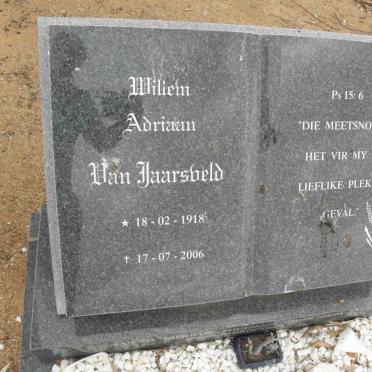 Wiliem
Adriaan
Van Jaarsveld
★ 18 - 02 - 1918
† 17 - 07 - 2006
Ps 15: 6
"DIE MEETSNO
HET VIR MY
LIEFLIKE PLEK
GEVAL."